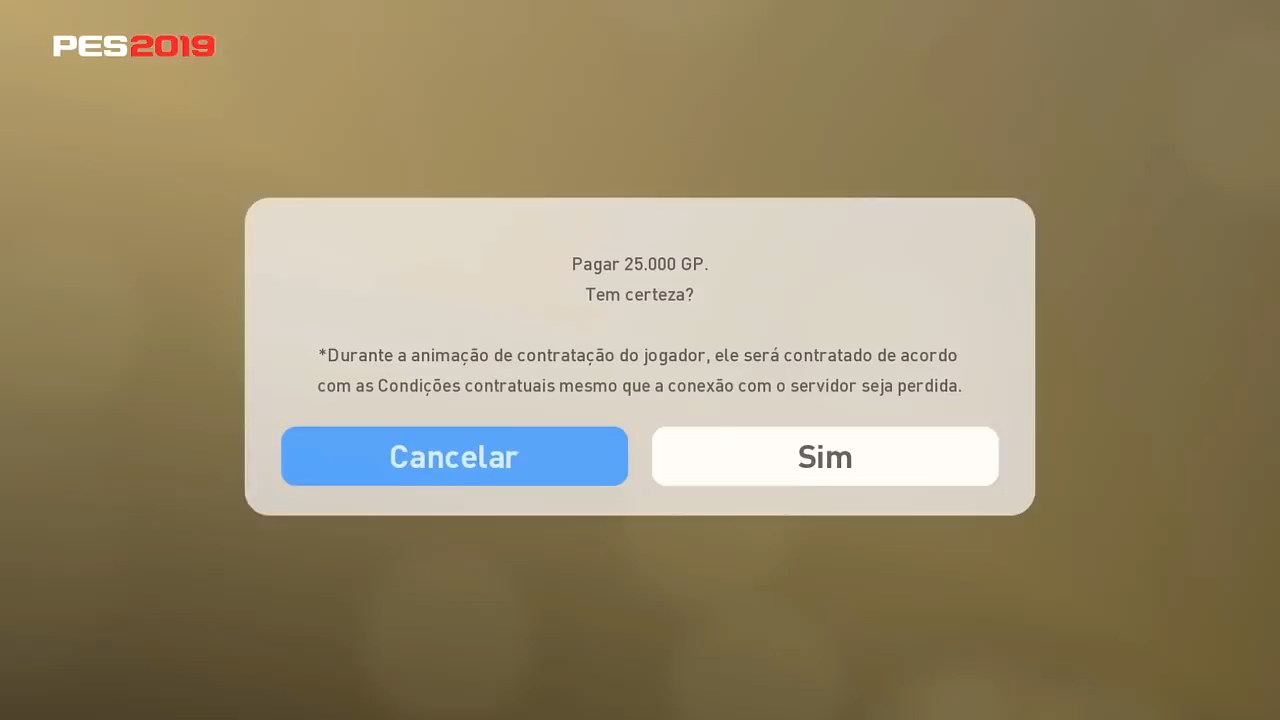 PES2019
Pagar 25.000 GP.
Tem certeza?
*Durante a animação de contratação do jogador, ele será contratado de acordo
com as Condições contratuais mesmo que a conexão com o servidor seja perdida.
Cancelar
Sim